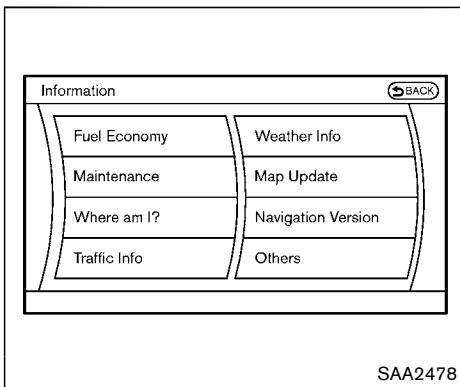 Information
BACK
Fuel Economy
Weather Info
Maintenance
Map Update
Where am I?
Navigation Version
Traffic Info
Others
SAA2478